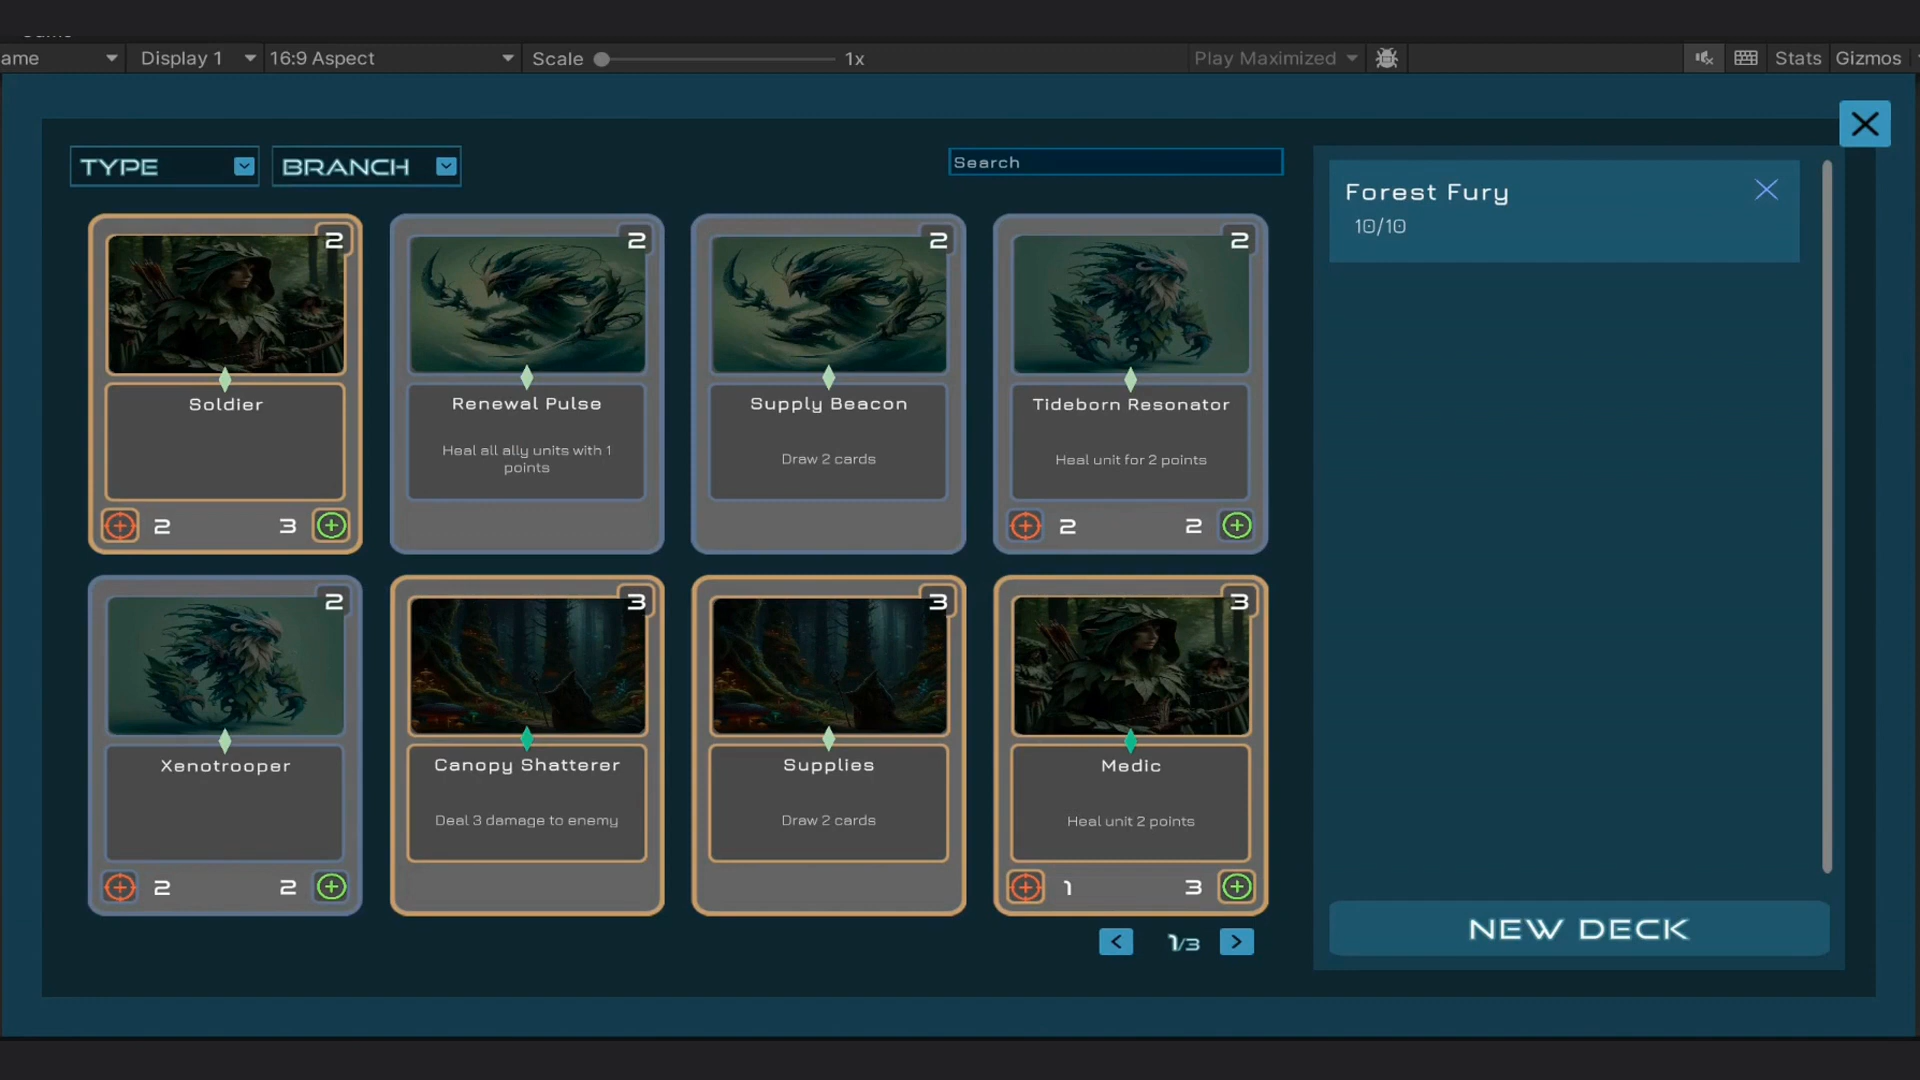 ame
Display 1
16:9 Aspect
Scale
1x
Play Maximized
Stats
Gizmos
TYPE
BRANCH
Search
2
Soldier
2
3
2
Renewal Pulse
Heal all ally units with 1
points
2
Supply Beacon
Draw 2 cards
2
Tideborn Resonator
Heal unit for 2 points
2
2
2
Xenotrooper
2
2
3
Canopy Shatterer
Deal 3 damage to enemy
3
Supplies
Draw 2 cards
3
Medic
Heal unit 2 points
1
3
<
1/3
>
Forest Fury
10/10
NEW DECK